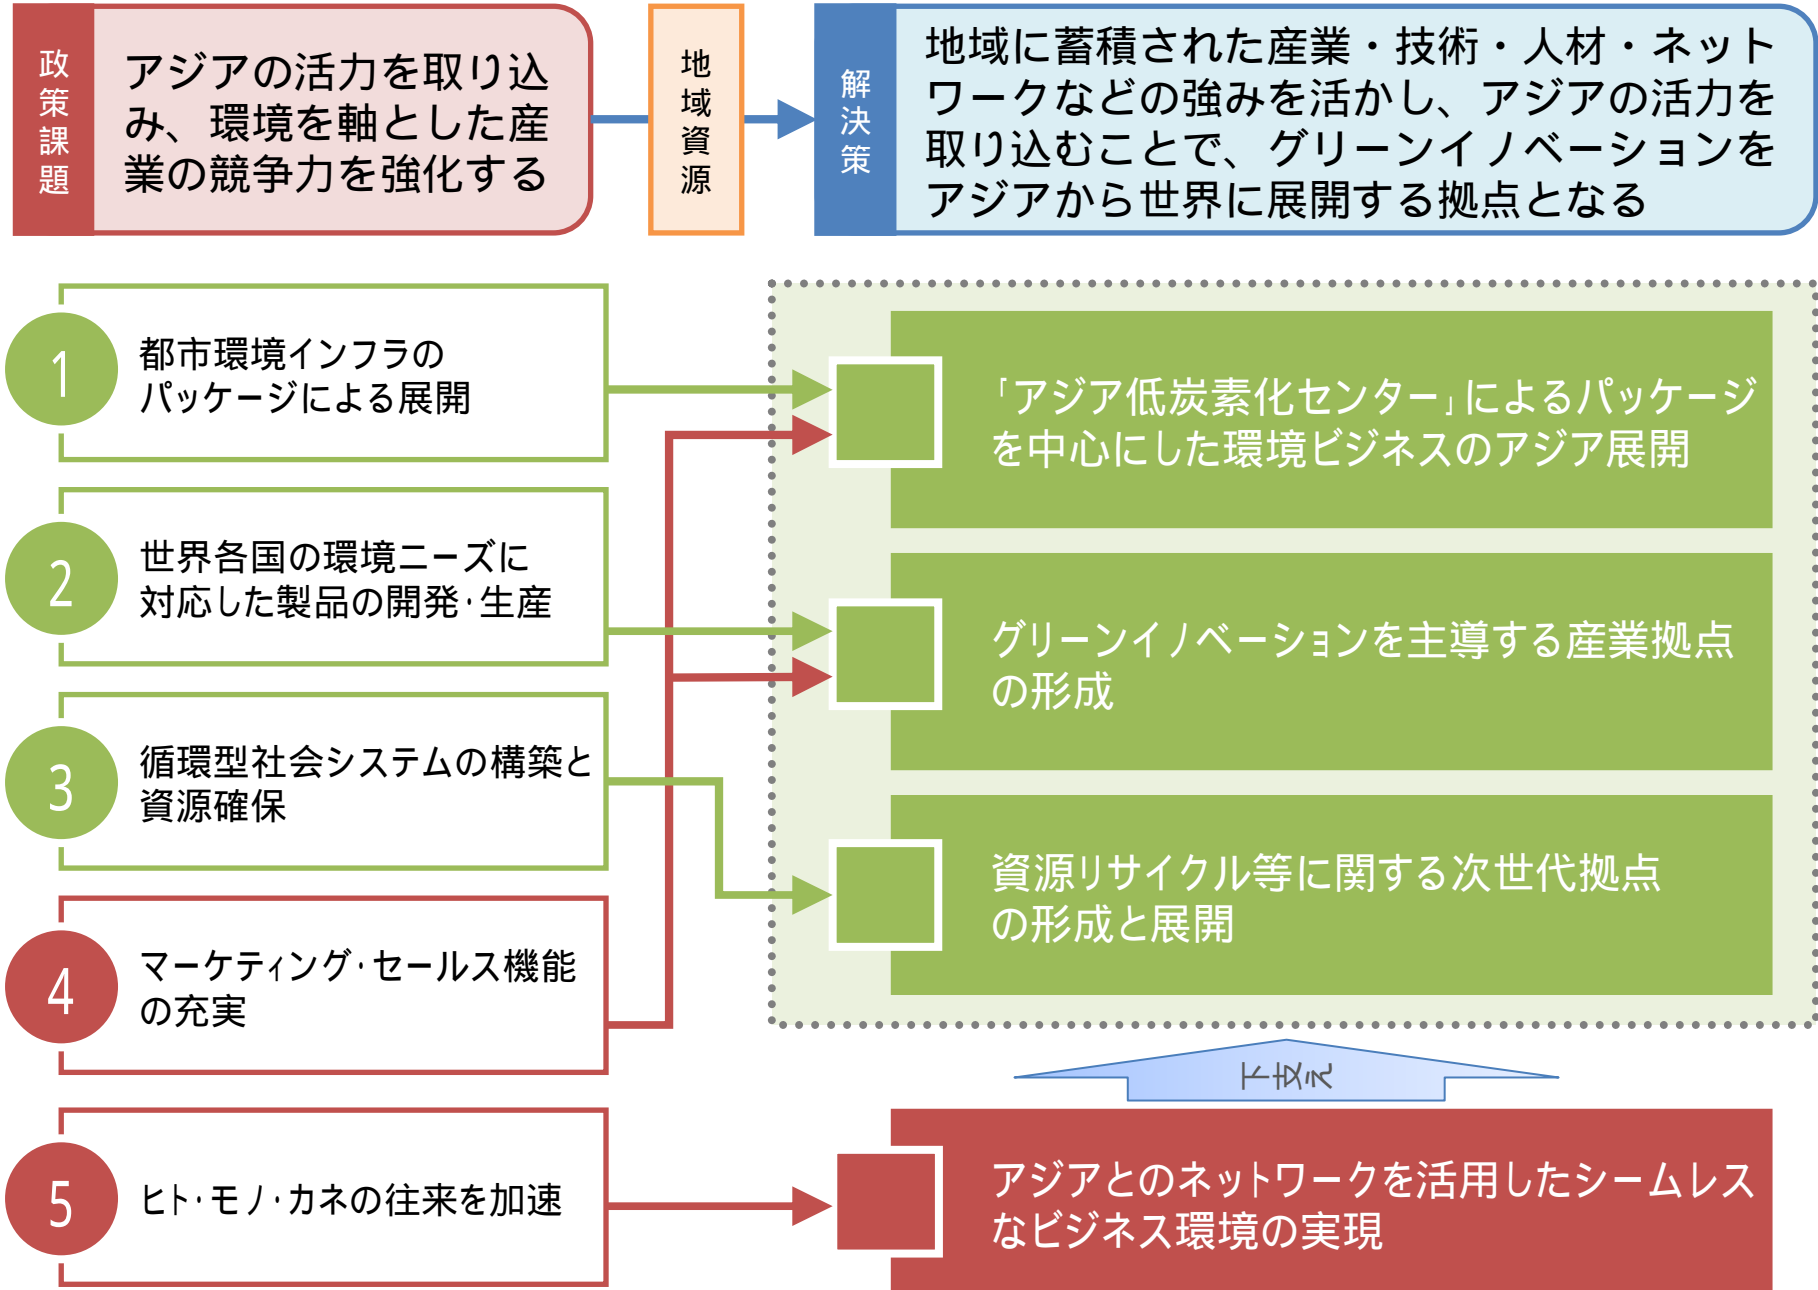 政策課題
アジアの活力を取り込
み、環境を軸とした産
業の競争力を強化する
地域資源
解決策
地域に蓄積された産業・技術・人材・ネット
ワークなどの強みを活かし、アジアの活力を
取り込むことで、グリーンイノベーションを
アジアから世界に展開する拠点となる
1
都市環境インフラの
パッケージによる展開
2
世界各国の環境ニーズに
対応した製品の開発・生産
3
循環型社会システムの構築と
資源確保
4
マーケティング・セールス機能
の充実
5
ヒト・モノ・カネの往来を加速
「アジア低炭素化センター」によるパッケージ
を中心にした環境ビジネスのアジア展開
グリーンイノベーションを主導する産業拠点
の形成
資源リサイクル等に関する次世代拠点
の形成と展開
下支え
アジアとのネットワークを活用したシームレス
なビジネス環境の実現